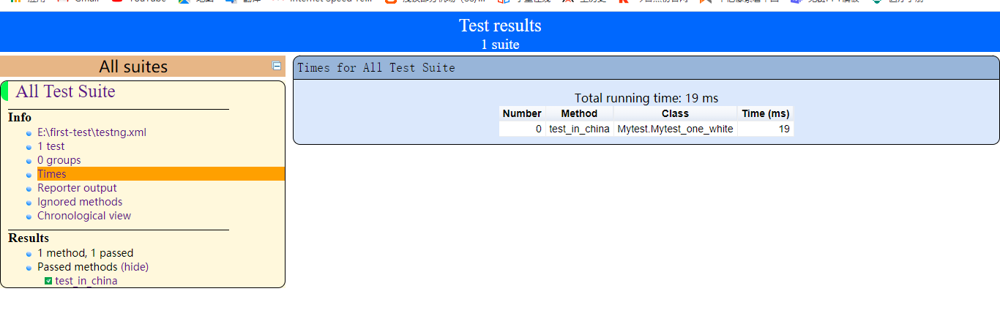 Test results
1 suite
All suites
All Test Suite
Info
E:\first-test\testng.xml
1 test
0 groups
Times
Reporter output
Ignored methods
Chronological view
Results
1 method, 1 passed
Passed methods (hide)
test_in_china
Times for All Test Suite
Total running time: 19 ms
Number Method Class Time (ms)
0 test_in_china Mytest.Mytest_one_white 19